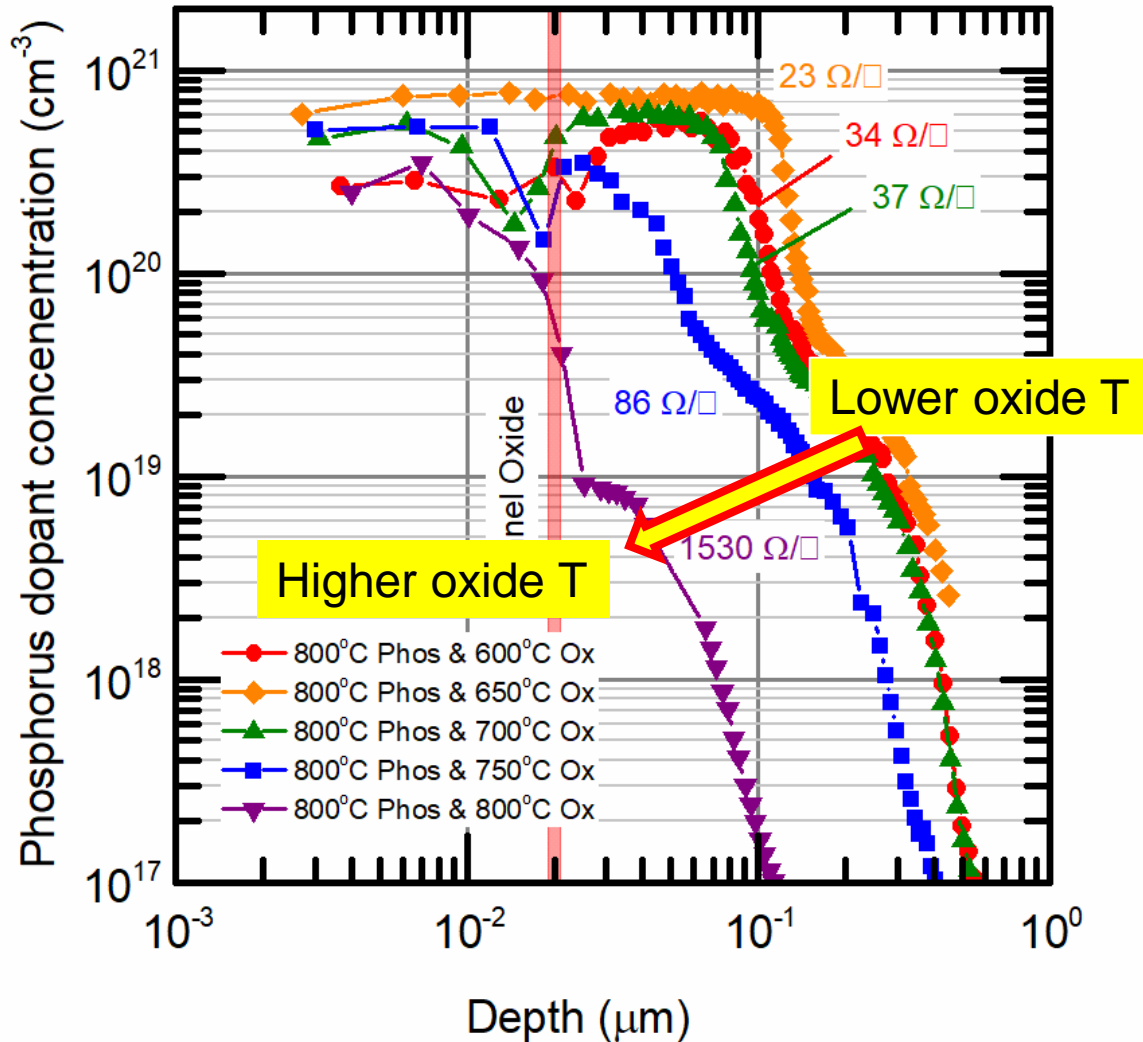 Phosphorus dopant concenentration (cm⁻³)
10²¹
10²⁰
10¹⁹
10¹⁸
10¹⁷
23 Ω/□
34 Ω/□
37 Ω/□
86 Ω/□
Lower oxide T
nel Oxide
1530 Ω/□
Higher oxide T
800°C Phos & 600°C Ox
800°C Phos & 650°C Ox
800°C Phos & 700°C Ox
800°C Phos & 750°C Ox
800°C Phos & 800°C Ox
10⁻³
10⁻²
10⁻¹
10⁰
Depth (μm)